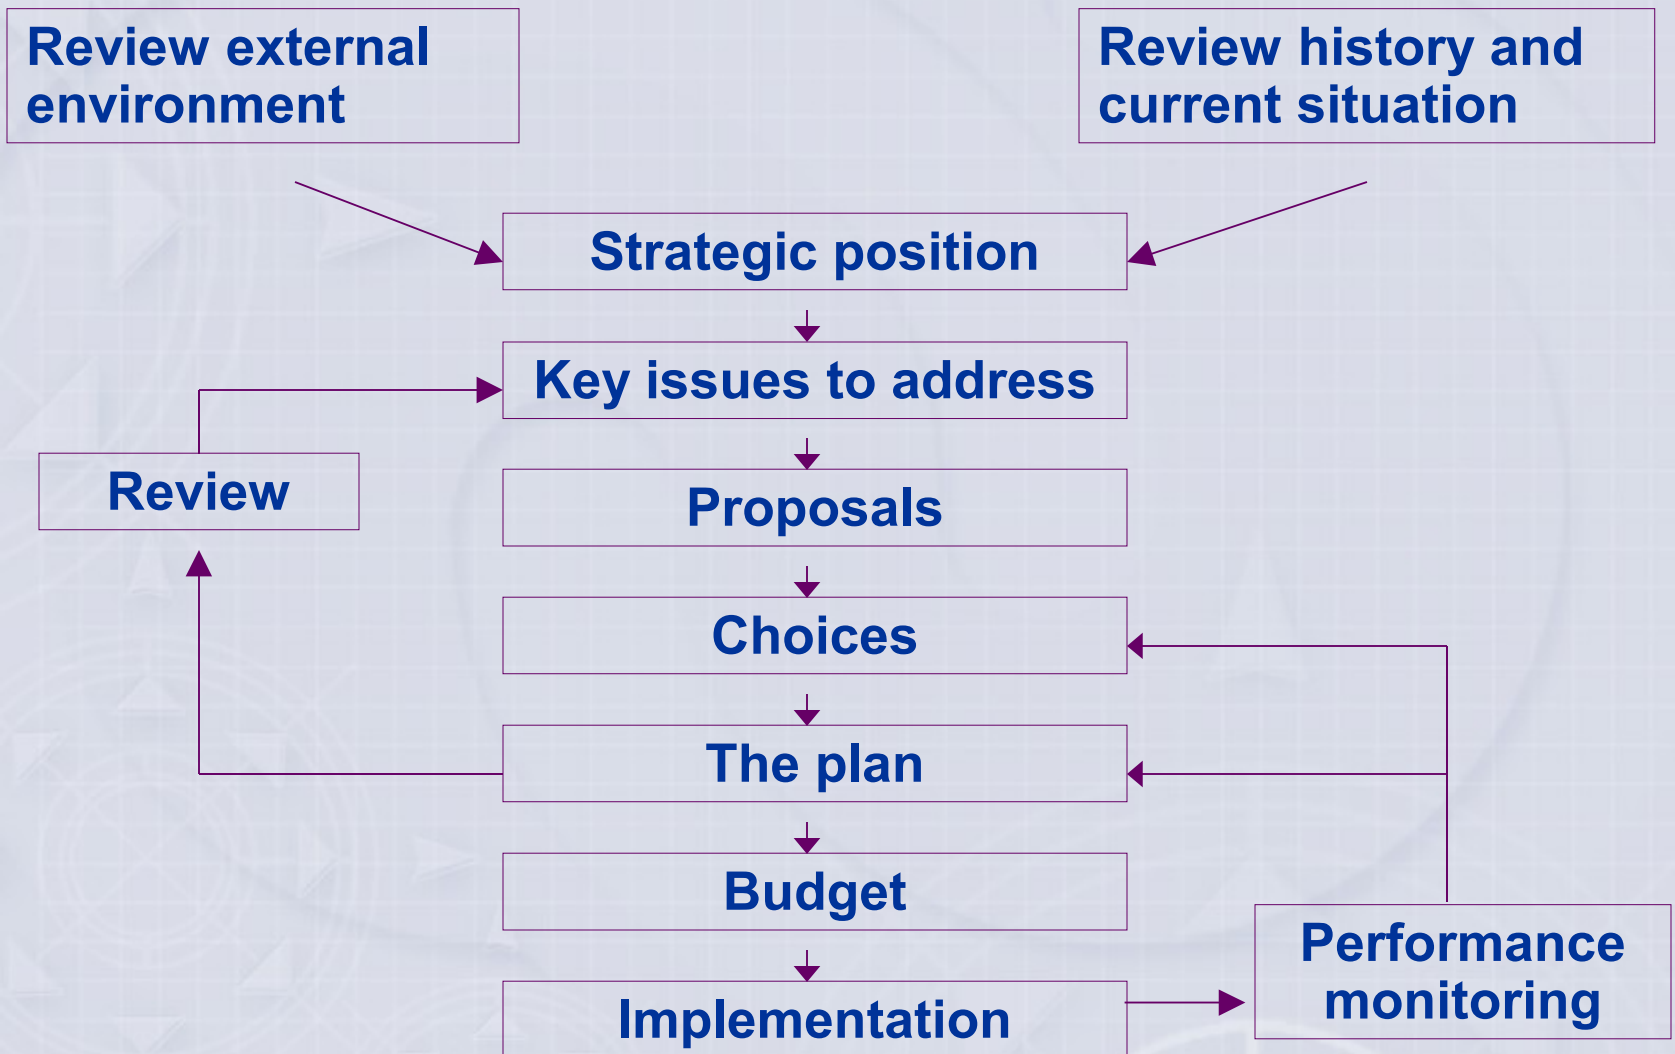 Review external
environment
Review history and
current situation
Strategic position
Key issues to address
Review
Proposals
Choices
The plan
Budget
Performance
monitoring
Implementation